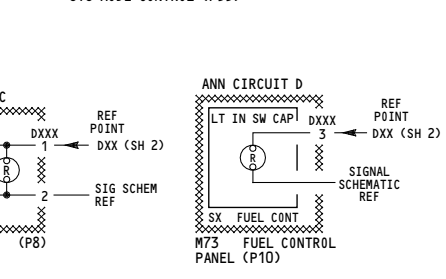 C
ANN CIRCUIT D
DXXX
REF
POINT
1
DXX (SH 2)
R
2
SIG SCHEM
REF
(P8)
LT IN SW CAP
DXXX
3
REF
POINT
DXX (SH 2)
R
SIGNAL
SCHEMATIC
REF
SX FUEL CONT
M73 FUEL CONTROL
PANEL (P10)